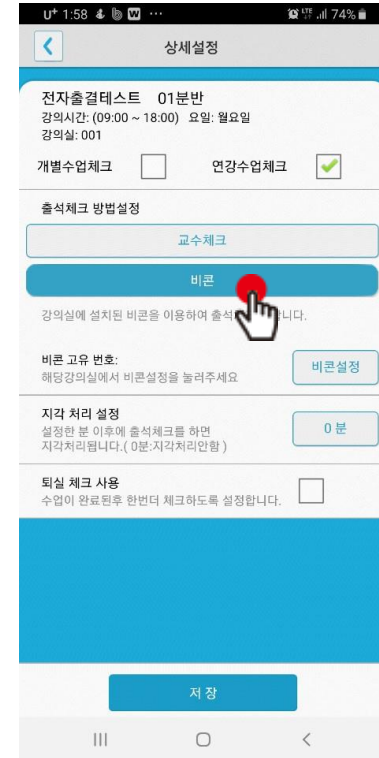 U+ 1:58 W ··· LTE 74%
상세설정
전자출결테스트 01분반
강의시간: (09:00 ~ 18:00) 요일: 월요일
강의실: 001
개별수업체크 연강수업체크
출석체크 방법설정
교수체크
비콘
강의실에 설치된 비콘을 이용하여 출석 니다.
비콘 고유 번호:
해당강의실에서 비콘설정을 눌러주세요
비콘설정
지각 처리 설정
설정한 분 이후에 출석체크를 하면
지각처리됩니다.( 0분:지각처리안함 )
0 분
퇴실 체크 사용
수업이 완료된후 한번더 체크하도록 설정합니다.
저 장